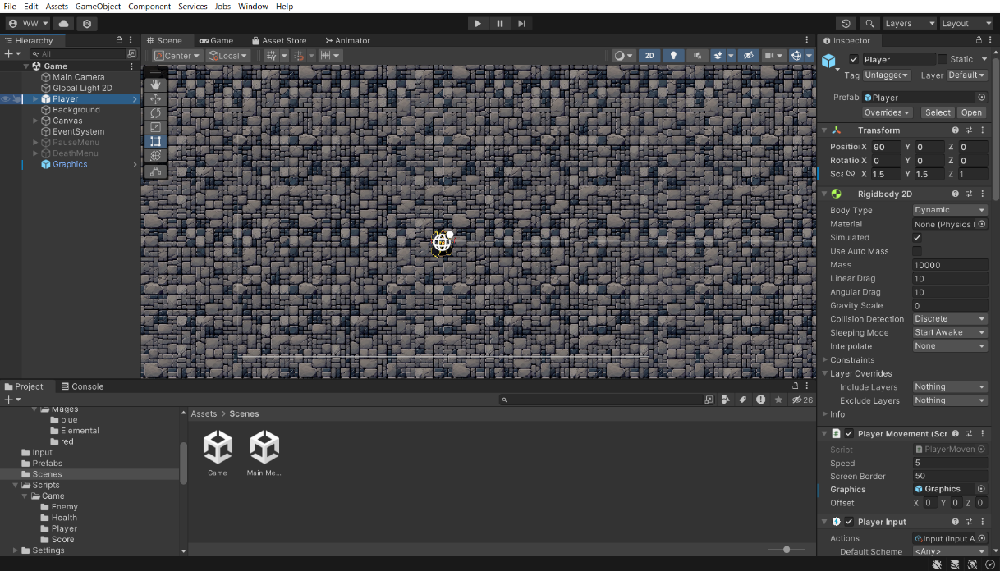 File Edit Assets GameObject Component Services Jobs Window Help
WW Layers Layout
Hierarchy Scene Game Asset Store Animator Inspector
All Center Local 2D Player Static
Game
Main Camera Tag Untagged Layer Default
Global Light 2D
Player Prefab Player
Background Overrides Select Open
Canvas
EventSystem Transform
PauseMenu Positio X 90 Y 0 Z 0
DeathMenu Rotatio X 0 Y 0 Z 0
Graphics Sca X 1.5 Y 1.5 Z 1
Rigidbody 2D
Body Type Dynamic
Material None (Physics M
Simulated
Use Auto Mass
Mass 10000
Linear Drag 10
Angular Drag 10
Gravity Scale 0
Collision Detection Discrete
Sleeping Mode Start Awake
Interpolate None
Constraints
Layer Overrides
Include Layers Nothing
Exclude Layers Nothing
Info
Player Movement (Scr
Script PlayerMovem
Speed 5
Screen Border 50
Graphics Graphics
Offset X 0 Y 0 Z 0
Player Input
Actions Input (Input A
Default Scheme <Any>
Project Console
26
Mages
blue
Elemental
red
Input
Prefabs
Scenes
Scripts
Game
Enemy
Health
Player
Score
Settings
Assets > Scenes
Game Main Me...